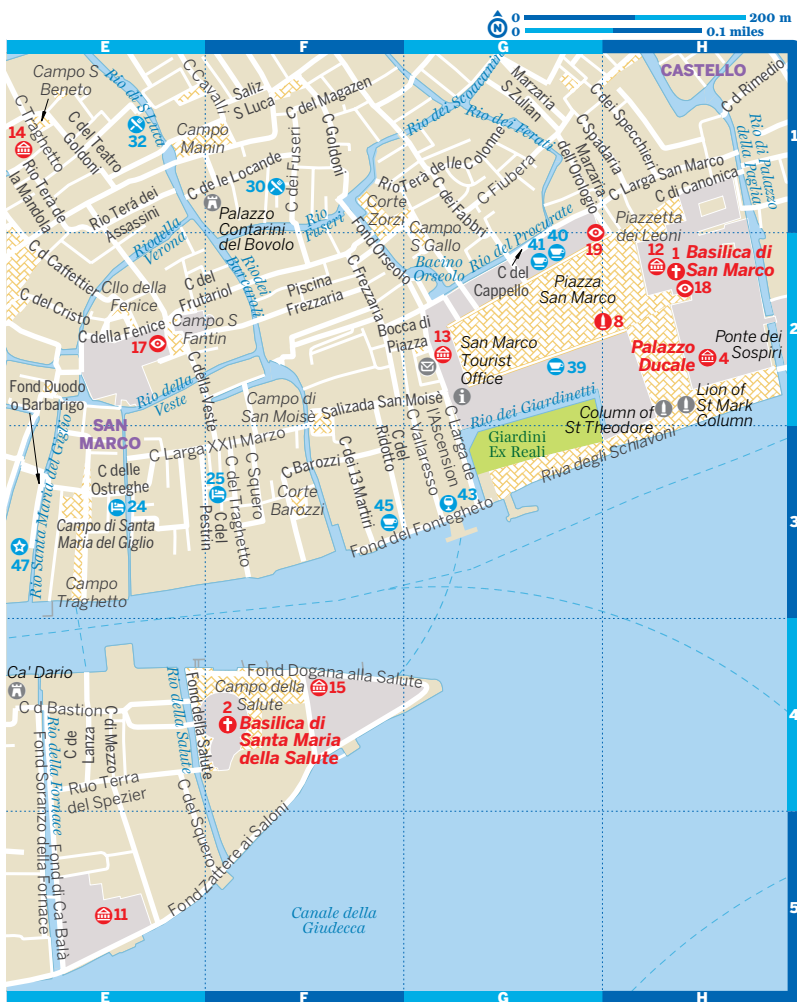 0
200 m
N
0
0.1 miles
E
F
G
H
Campo S
Beneto
C Traghetto
14
Rio Terà de
la Mandola
C del Teatro
Goldoni
Rio di S Luca
32
C Cavalli
Saliz
S Luca
C del Magazen
Campo
Manin
C de le Locande
30
C dei Fuseri
C Goldoni
Rio Terà dei
Assassini
Palazzo
Contarini
del Bovolo
Rio
Fuseri
Corte
Zorzi
Rio Terà delle Colonne
Rio dei Scoacamini
Rio dei Ferali
Marzaria
S Zulian
C dei Specchieri
C Spadaria
Marzaria
dell'Orologio
C Fiubera
C dei Fabbri
CASTELLO
C d Rimedio
Rio di Palazzo
della Paglia
C Larga San Marco
C di Canonica
Piazzetta
dei Leoni
1
Rio della
Verona
C d Caffettier
C del Cristo
Cllo della
Fenice
C della Fenice
17
C del
Frutariol
Campo S
Fantin
Rio dei
Barcaroli
Piscina
Frezzaria
C Frezzaria
Fond Orseolo
Campo
S Gallo
Bacino
Orseolo
Rio del Procurate
41
40
C del
Cappello
19
12
1
Basilica di
San Marco
18
Piazza
San Marco
8
Bocca di
Piazza
13
San Marco
Tourist
Office
39
Palazzo
Ducale
4
Ponte dei
Sospiri
2
Fond Duodo
o Barbarigo
SAN
MARCO
Rio della
Veste
C della Veste
Campo di
San Moisè
Salizada San Moisè
Rio dei Giardinetti
Giardini
Ex Reali
Column of
St Theodore
Lion of
St Mark
Column
Riva degli Schiavoni
C Larga XXII Marzo
C delle
Ostreghe
24
25
C del
Pestrin
C del Traghetto
C Squero
C Barozzi
Corte
Barozzi
C dei 13 Martiri
C del
Ridotto
C Vallaresso
C Larga de
l'Ascension
45
43
Fond del Fonteghetto
Campo di Santa
Maria del Giglio
Rio Santa Maria del Giglio
47
Campo
Traghetto
3
Ca' Dario
C d Bastion
Rio della Fornace
C de
Lanza
C di Mezzo
Rio della Salute
Fond della Salute
Campo della
Salute
Fond Dogana alla Salute
15
2
Basilica di
Santa Maria
della Salute
4
Fond Soranzo della Fornace
Ruo Terra
del Spezier
C del Squero
Fond di Ca' Balà
Fond Zattere ai Saloni
11
Canale della
Giudecca
5
E
F
G
H